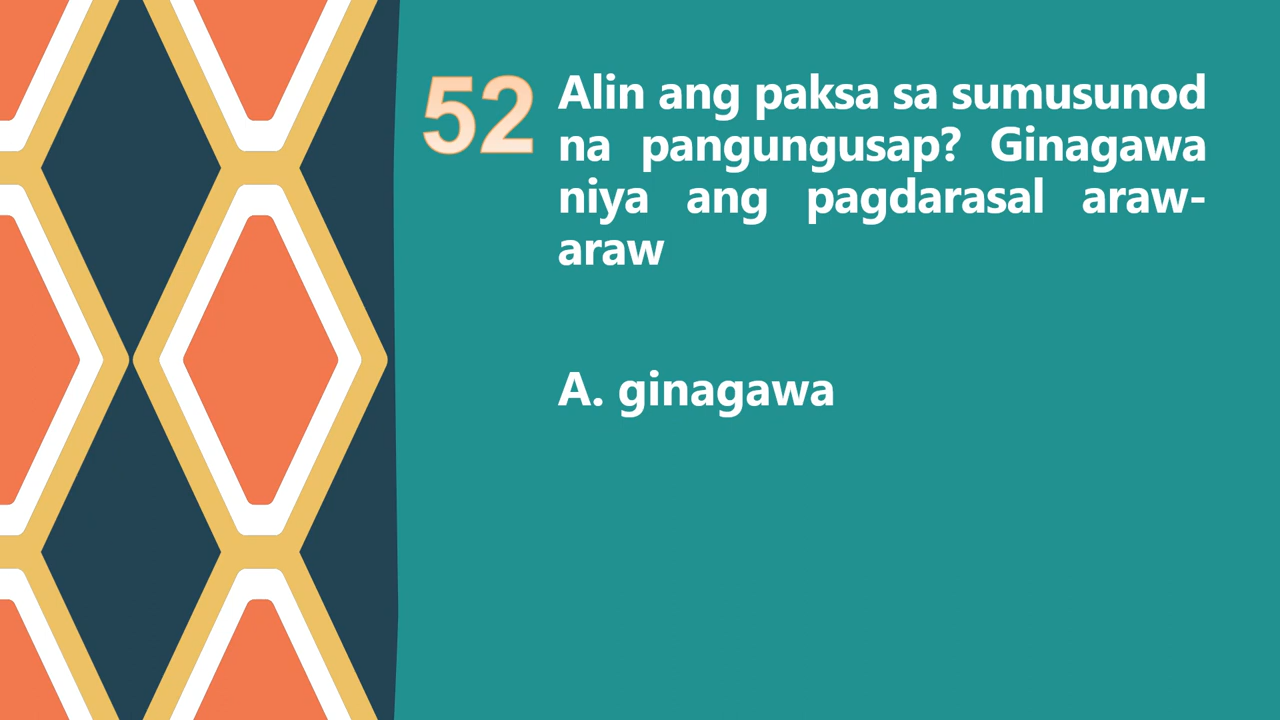 52
Alin ang paksa sa sumusunod
na pangungusap? Ginagawa
niya ang pagdarasal araw-
araw
A. ginagawa